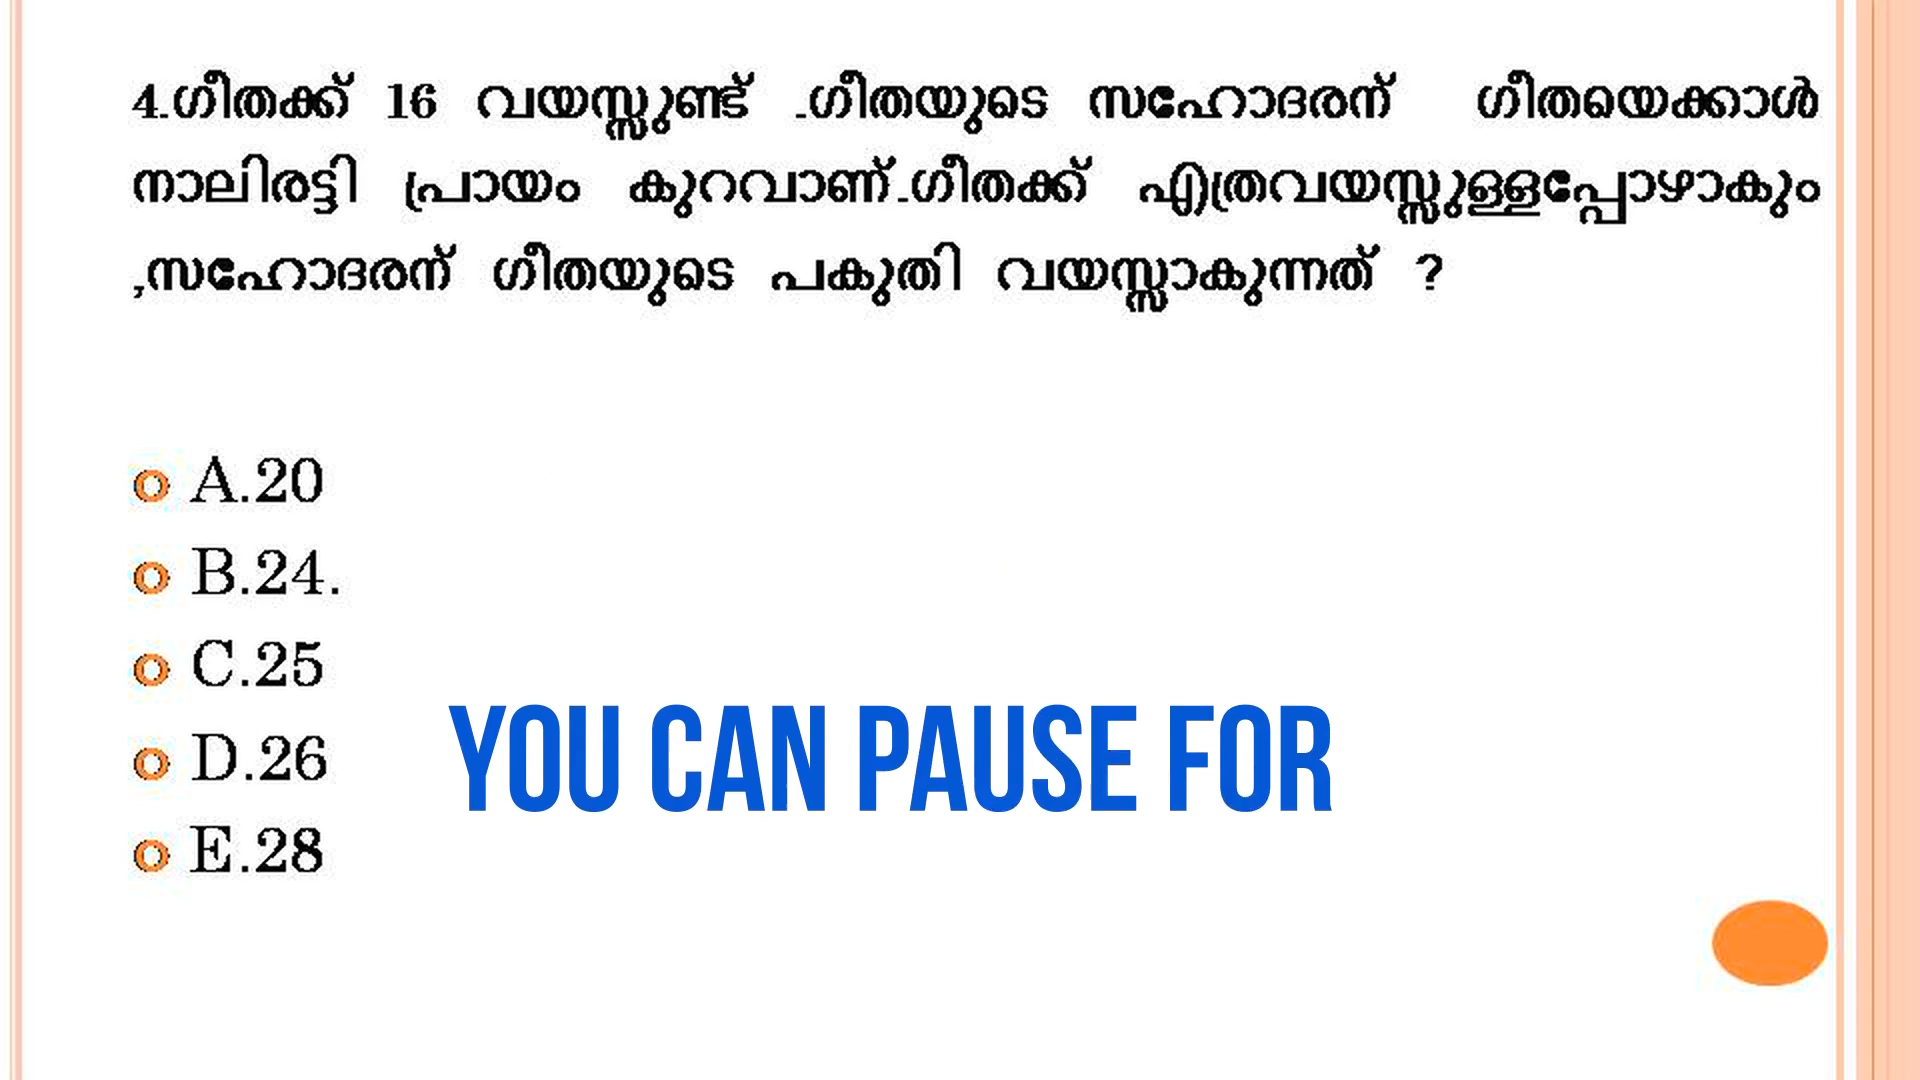 4.ഗീതക്ക് 16 വയസ്സുണ്ട് .ഗീതയുടെ സഹോദരന് ഗീതയെക്കാൾ
നാലിരട്ടി പ്രായം കുറവാണ്.ഗീതക്ക് എത്രവയസ്സുള്ളപ്പോഴാകും
,സഹോദരന് ഗീതയുടെ പകുതി വയസ്സാകുന്നത് ?
A.20
B.24.
C.25
D.26
E.28
YOU CAN PAUSE FOR